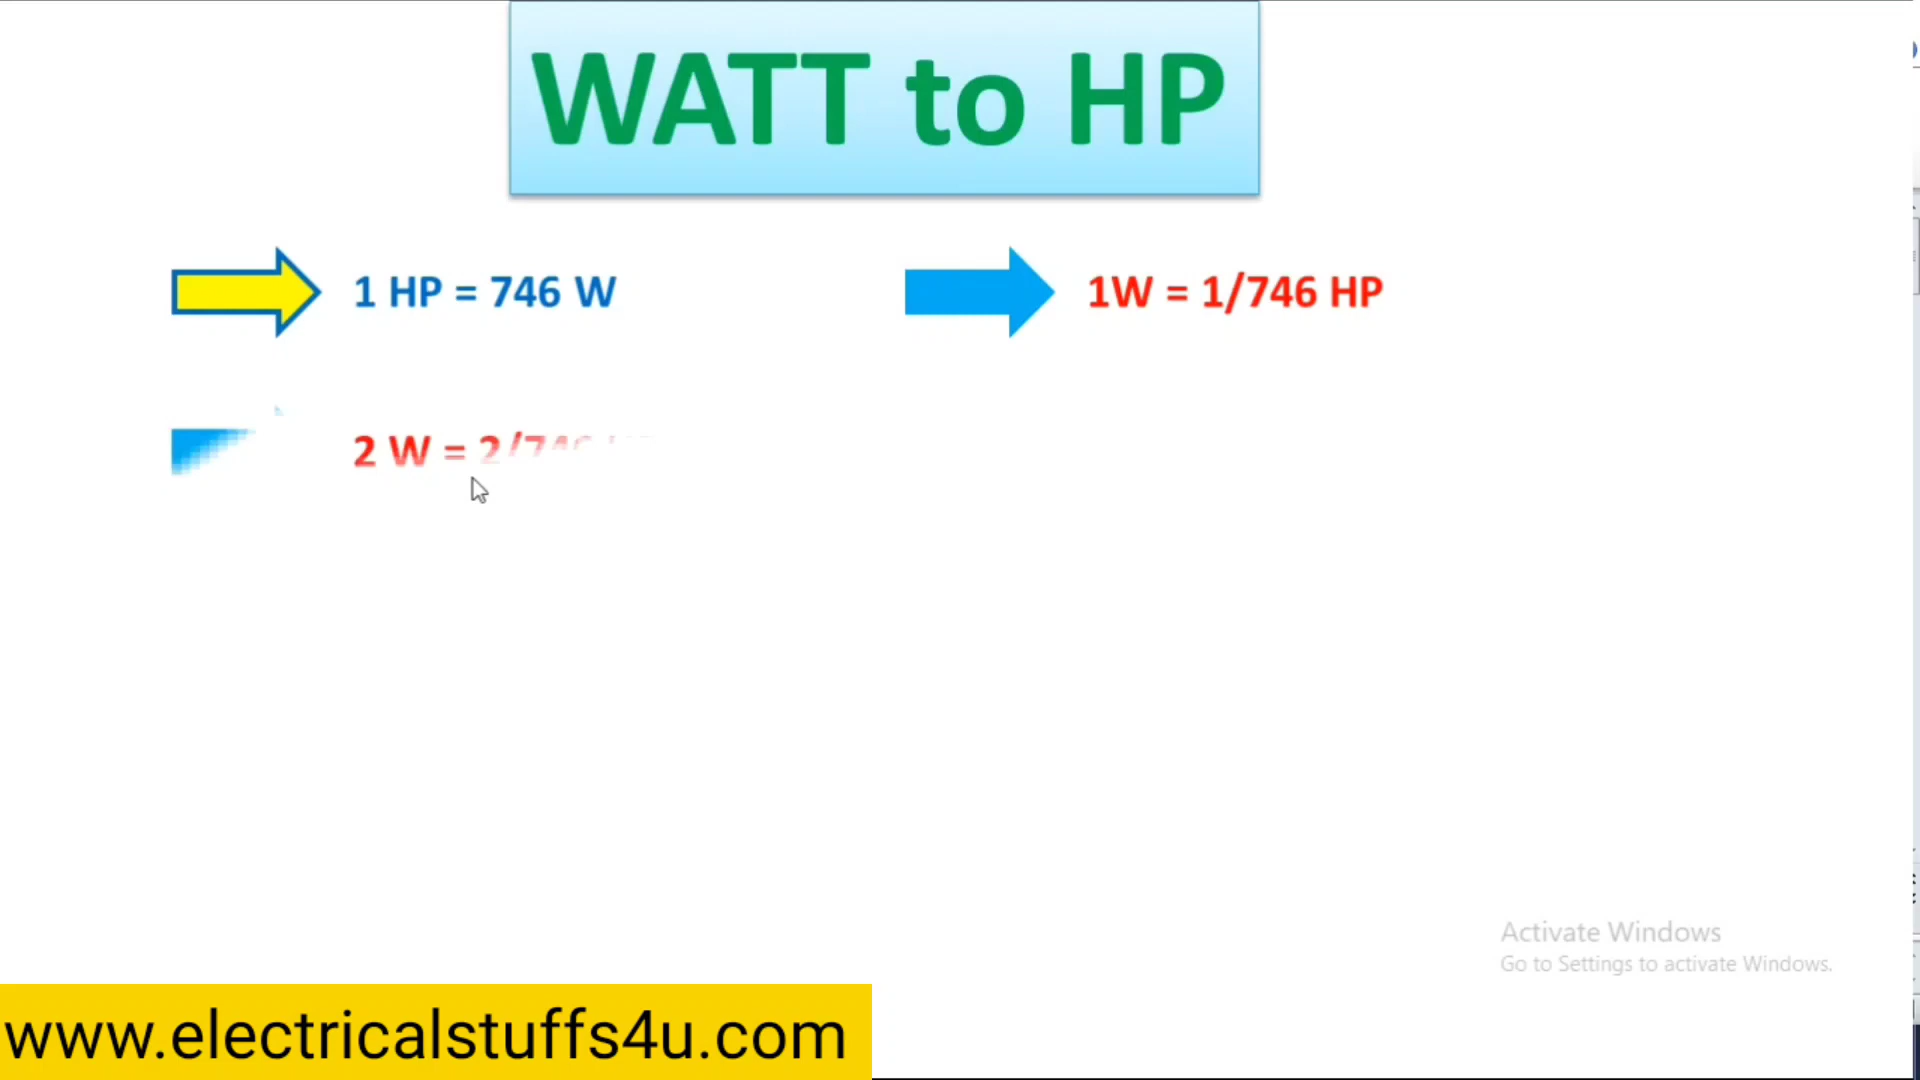 WATT to HP
1 HP = 746 W
1W = 1/746 HP
2 W = 2/746
Activate Windows
Go to Settings to activate Windows.
www.electricalstuffs4u.com